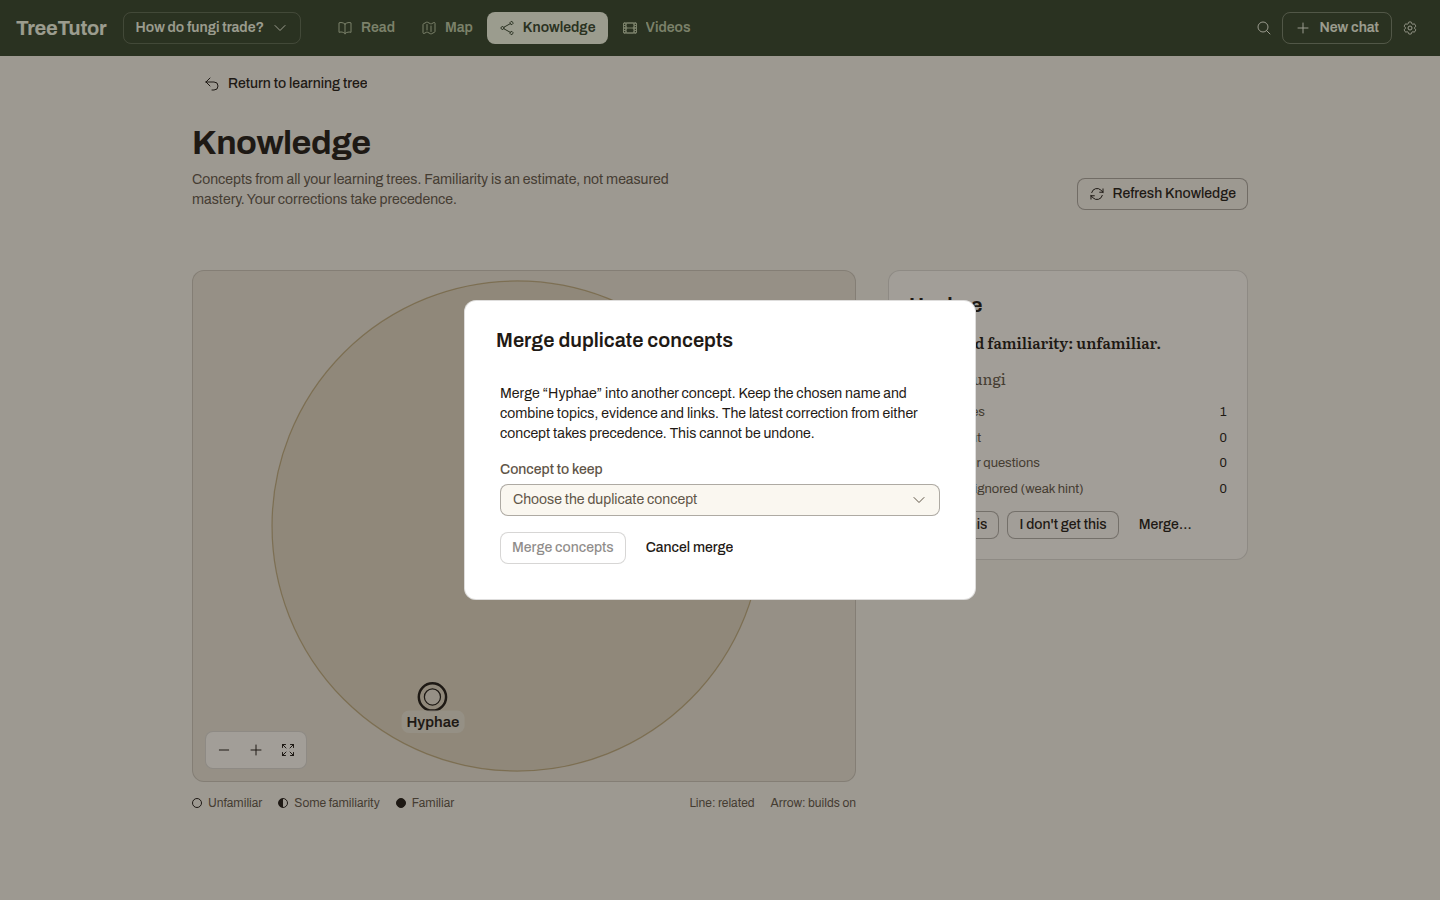 TreeTutor
How do fungi trade?
Read
Map
Knowledge
Videos
New chat
Return to learning tree
Knowledge
Concepts from all your learning trees. Familiarity is an estimate, not measured
mastery. Your corrections take precedence.
Refresh Knowledge
Merge duplicate concepts
Merge “Hyphae” into another concept. Keep the chosen name and
combine topics, evidence and links. The latest correction from either
concept takes precedence. This cannot be undone.
Concept to keep
Choose the duplicate concept
Merge concepts
Cancel merge
familiarity: unfamiliar.
1
0
questions
0
ignored (weak hint)
0
I don't get this
Merge...
Hyphae
Unfamiliar
Some familiarity
Familiar
Line: related
Arrow: builds on